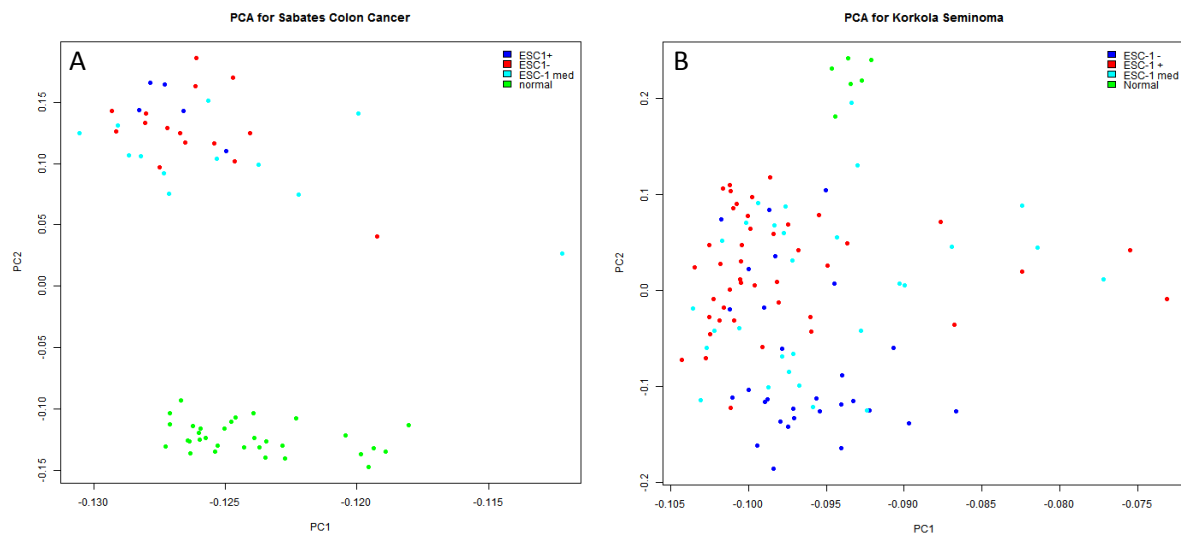 PCA for Sabates Colon Cancer
A
ESC1+
ESC1-
ESC-1 med
normal
PC2
0.15
0.10
0.05
0.00
-0.05
-0.10
-0.15
-0.130
-0.125
-0.120
-0.115
PC1
PCA for Korkola Seminoma
B
ESC-1 -
ESC-1 +
ESC-1 med
Normal
PC2
0.2
0.1
0.0
-0.1
-0.2
-0.105
-0.100
-0.095
-0.090
-0.085
-0.080
-0.075
PC1